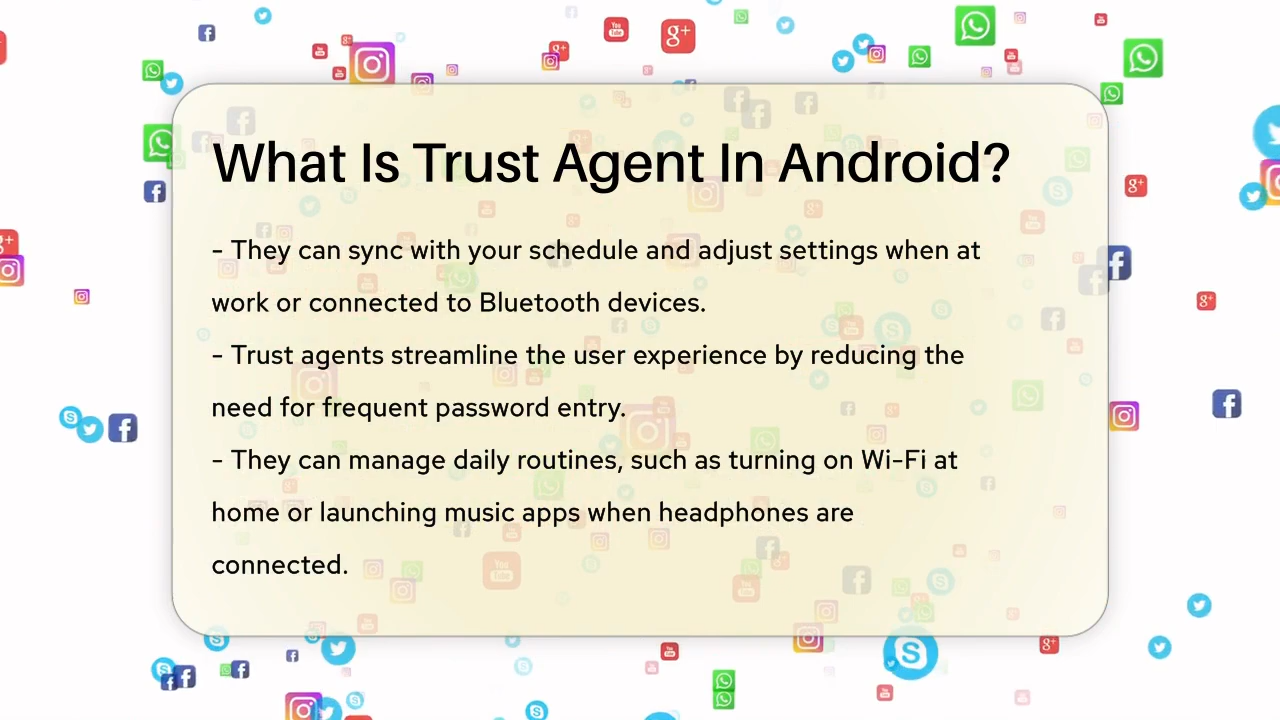 What Is Trust Agent In Android?
- They can sync with your schedule and adjust settings when at
work or connected to Bluetooth devices.
- Trust agents streamline the user experience by reducing the
need for frequent password entry.
- They can manage daily routines, such as turning on Wi-Fi at
home or launching music apps when headphones are
connected.